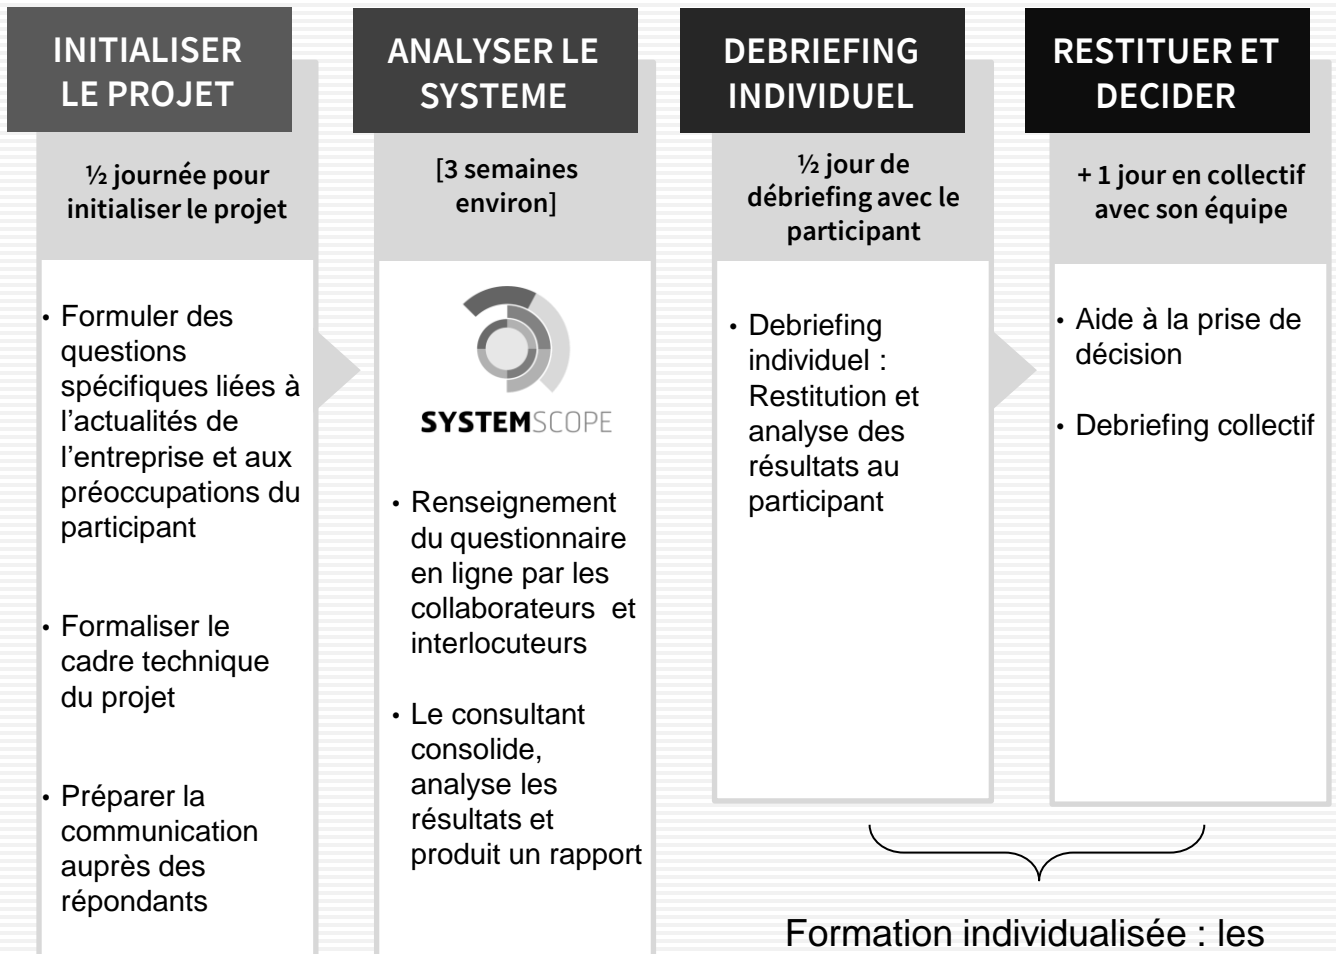 INITIALISER
LE PROJET
½ journée pour
initialiser le projet
• Formuler des
questions
spécifiques liées à
l’actualités de
l’entreprise et aux
préoccupations du
participant
• Formaliser le
cadre technique
du projet
• Préparer la
communication
auprès des
répondants
ANALYSER LE
SYSTEME
[3 semaines
environ]
SYSTEMSCOPE
• Renseignement
du questionnaire
en ligne par les
collaborateurs et
interlocuteurs
• Le consultant
consolide,
analyse les
résultats et
produit un rapport
DEBRIEFING
INDIVIDUEL
½ jour de
débriefing avec le
participant
• Debriefing
individuel :
Restitution et
analyse des
résultats au
participant
RESTITUER ET
DECIDER
+ 1 jour en collectif
avec son équipe
• Aide à la prise de
décision
• Debriefing collectif
Formation individualisée : les